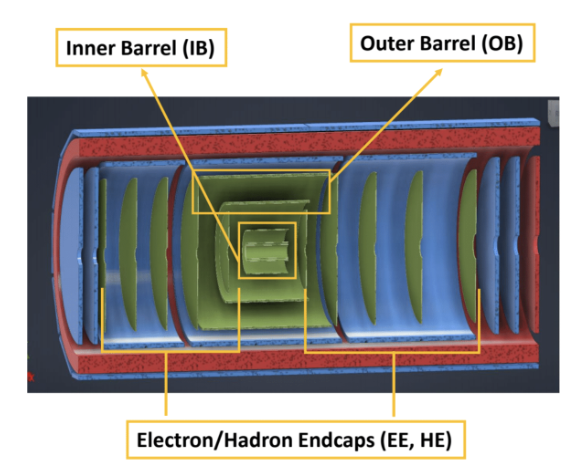 Inner Barrel (IB)
Outer Barrel (OB)
Electron/Hadron Endcaps (EE, HE)